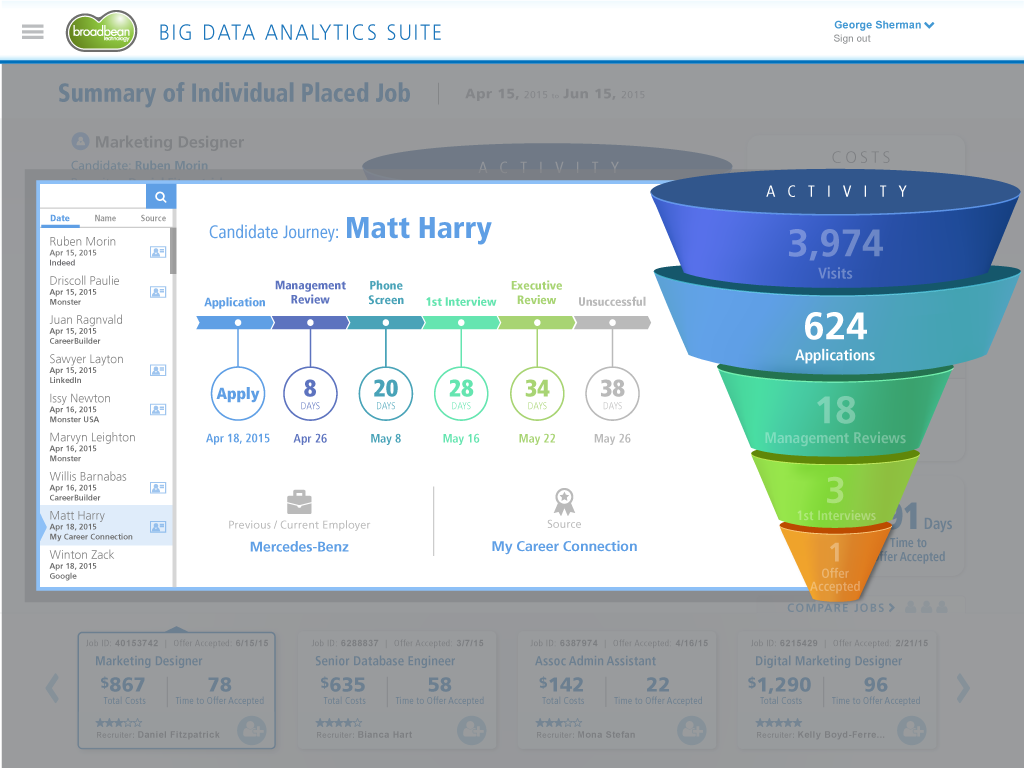 broadbean
technology
BIG DATA ANALYTICS SUITE
George Sherman
Sign out
Summary of Individual Placed Job
Apr 15, 2015 to Jun 15, 2015
Marketing Designer
Candidate: Ruben Morin
ACTIVITY
COSTS
Date Name Source
Ruben Morin
Apr 15, 2015
Indeed
Driscoll Paulie
Apr 15, 2015
Monster
Juan Ragnvald
Apr 15, 2015
CareerBuilder
Sawyer Layton
Apr 15, 2015
LinkedIn
Issy Newton
Apr 16, 2015
Monster USA
Marvyn Leighton
Apr 16, 2015
Monster
Willis Barnabas
Apr 16, 2015
CareerBuilder
Matt Harry
Apr 18, 2015
My Career Connection
Winton Zack
Apr 18, 2015
Google
Candidate Journey: Matt Harry
Application
Management Review
Phone Screen
1st Interview
Executive Review
Unsuccessful
Apply
8 DAYS
20 DAYS
28 DAYS
34 DAYS
38 DAYS
Apr 18, 2015
Apr 26
May 8
May 16
May 22
May 26
Previous / Current Employer
Mercedes-Benz
Source
My Career Connection
ACTIVITY
3,974
Visits
624
Applications
18
Management Reviews
3
1st Interviews
1
Offer
Accepted
91 Days
Time to
Offer Accepted
COMPARE JOBS
Job ID: 40153742 | Offer Accepted: 6/15/15
Marketing Designer
$867 78
Total Costs Time to Offer Accepted
Recruiter: Daniel Fitzpatrick
Job ID: 6288837 | Offer Accepted: 3/7/15
Senior Database Engineer
$635 58
Total Costs Time to Offer Accepted
Recruiter: Bianca Hart
Job ID: 6387974 | Offer Accepted: 4/16/15
Assoc Admin Assistant
$142 22
Total Costs Time to Offer Accepted
Recruiter: Mona Stefan
Job ID: 6215429 | Offer Accepted: 2/21/15
Digital Marketing Designer
$1,290 96
Total Costs Time to Offer Accepted
Recruiter: Kelly Boyd-Ferre...